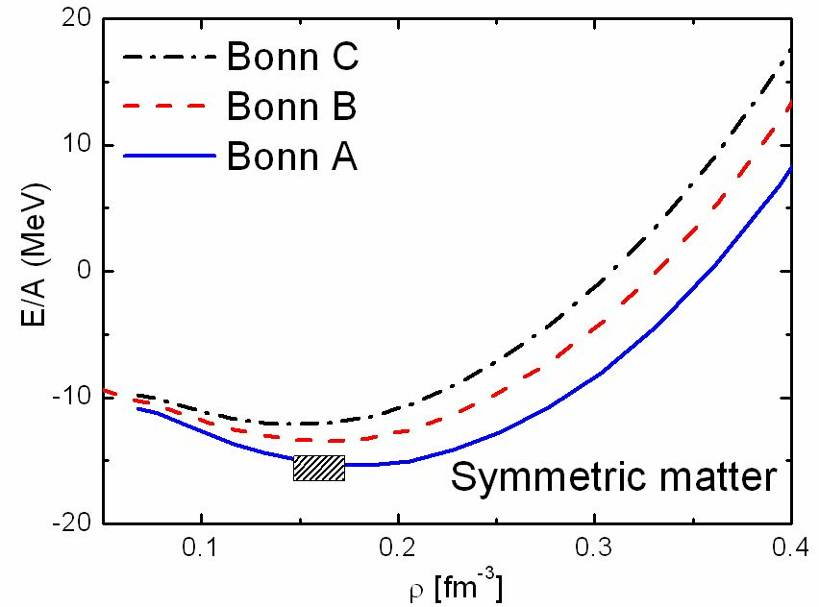 20
10
0
-10
-20
E/A (MeV)
Bonn C
Bonn B
Bonn A
Symmetric matter
0.1
0.2
0.3
0.4
ρ [fm⁻³]